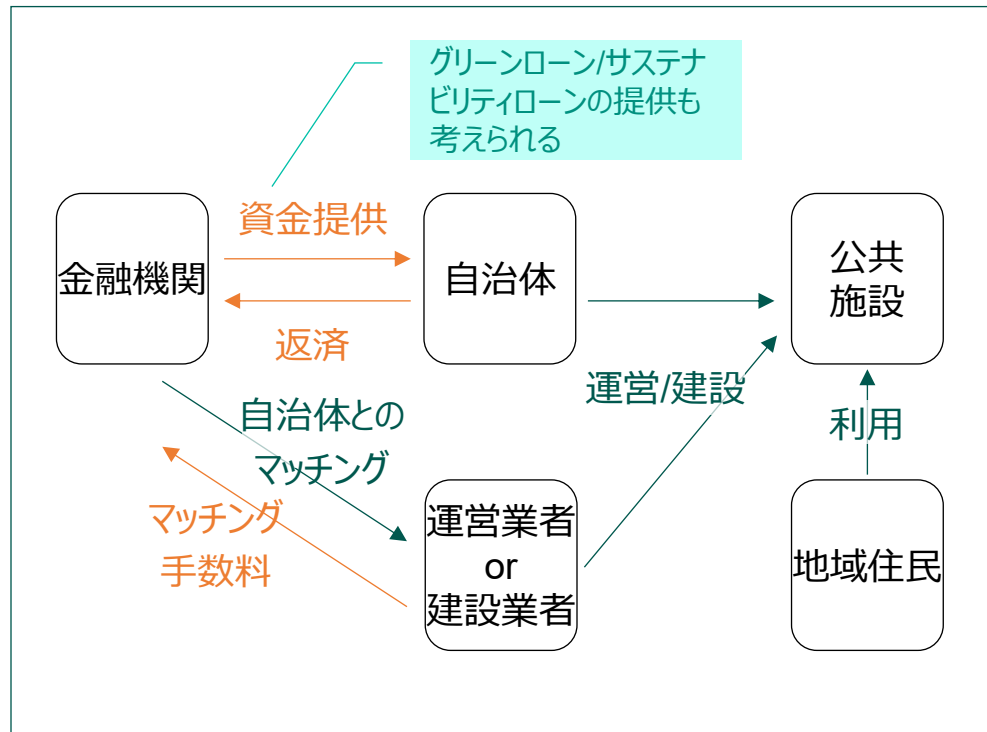 グリーンローン/サステナ
ビリティローンの提供も
考えられる
資金提供
金融機関
自治体
公共
施設
返済
運営/建設
自治体との
マッチング
利用
マッチング
手数料
運営業者
or
建設業者
地域住民